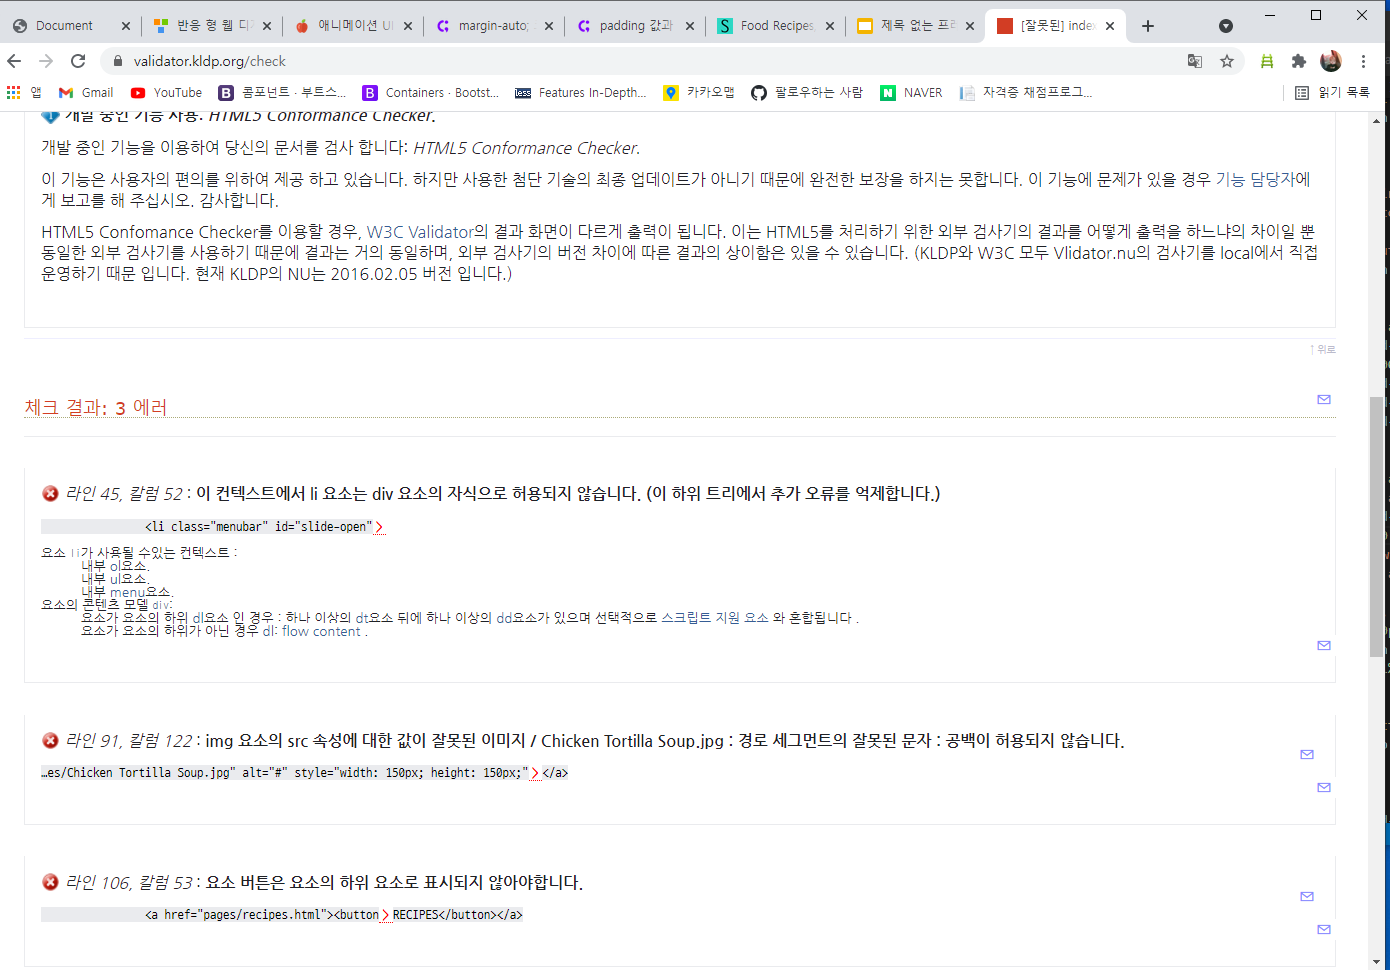 Document
반응 형 웹 디자
애니메이션 UI
margin-auto;
padding 값과
Food Recipes,
제목 없는 프레
[잘못된] index
validator.kldp.org/check
앱
Gmail
YouTube
콤포넌트 · 부트스...
Containers · Bootst...
Features In-Depth...
카카오맵
팔로우하는 사람
NAVER
자격증 채점프로그...
읽기 목록
개발 중인 기능 사용: HTML5 Conformance Checker.
개발 중인 기능을 이용하여 당신의 문서를 검사 합니다: HTML5 Conformance Checker.
이 기능은 사용자의 편의를 위하여 제공 하고 있습니다. 하지만 사용한 첨단 기술의 최종 업데이트가 아니기 때문에 완전한 보장을 하지는 못합니다. 이 기능에 문제가 있을 경우 기능 담당자에
게 보고를 해 주십시오. 감사합니다.
HTML5 Confomance Checker를 이용할 경우, W3C Validator의 결과 화면이 다르게 출력이 됩니다. 이는 HTML5를 처리하기 위한 외부 검사기의 결과를 어떻게 출력을 하느냐의 차이일 뿐
동일한 외부 검사기를 사용하기 때문에 결과는 거의 동일하며, 외부 검사기의 버전 차이에 따른 결과의 상이함은 있을 수 있습니다. (KLDP와 W3C 모두 Vlidator.nu의 검사기를 local에서 직접
운영하기 때문 입니다. 현재 KLDP의 NU는 2016.02.05 버전 입니다.)
↑ 위로
체크 결과: 3 에러
라인 45, 칼럼 52 : 이 컨텍스트에서 li 요소는 div 요소의 자식으로 허용되지 않습니다. (이 하위 트리에서 추가 오류를 억제합니다.)
<li class="menubar" id="slide-open">
요소 li가 사용될 수있는 컨텍스트 :
내부 ol요소.
내부 ul요소.
내부 menu요소.
요소의 콘텐츠 모델 div:
요소가 요소의 하위 dl요소 인 경우 : 하나 이상의 dt요소 뒤에 하나 이상의 dd요소가 있으며 선택적으로 스크립트 지원 요소 와 혼합됩니다 .
요소가 요소의 하위가 아닌 경우 dl: flow content .
라인 91, 칼럼 122 : img 요소의 src 속성에 대한 값이 잘못된 이미지 / Chicken Tortilla Soup.jpg : 경로 세그먼트의 잘못된 문자 : 공백이 허용되지 않습니다.
…es/Chicken Tortilla Soup.jpg" alt="#" style="width: 150px; height: 150px;"></a>
라인 106, 칼럼 53 : 요소 버튼은 요소의 하위 요소로 표시되지 않아야합니다.
<a href="pages/recipes.html"><button>RECIPES</button></a>